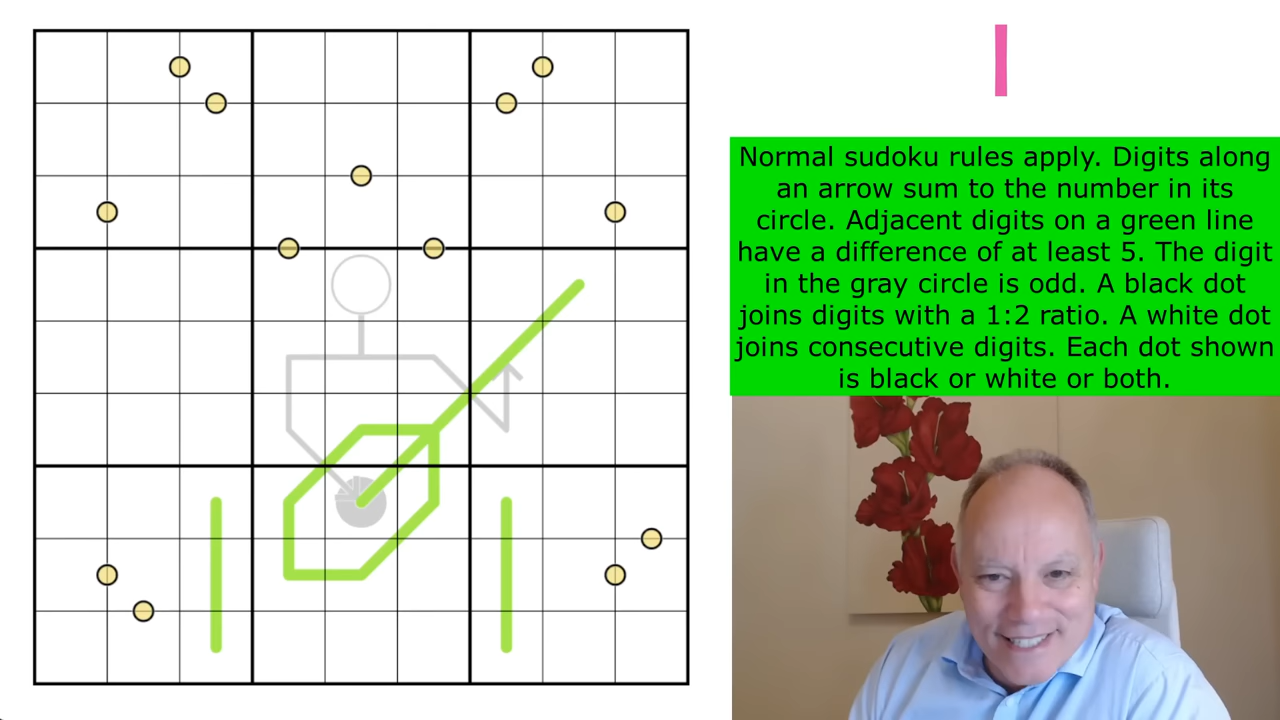 Normal sudoku rules apply. Digits along
an arrow sum to the number in its
circle. Adjacent digits on a green line
have a difference of at least 5. The digit
in the gray circle is odd. A black dot
joins digits with a 1:2 ratio. A white dot
joins consecutive digits. Each dot shown
is black or white or both.